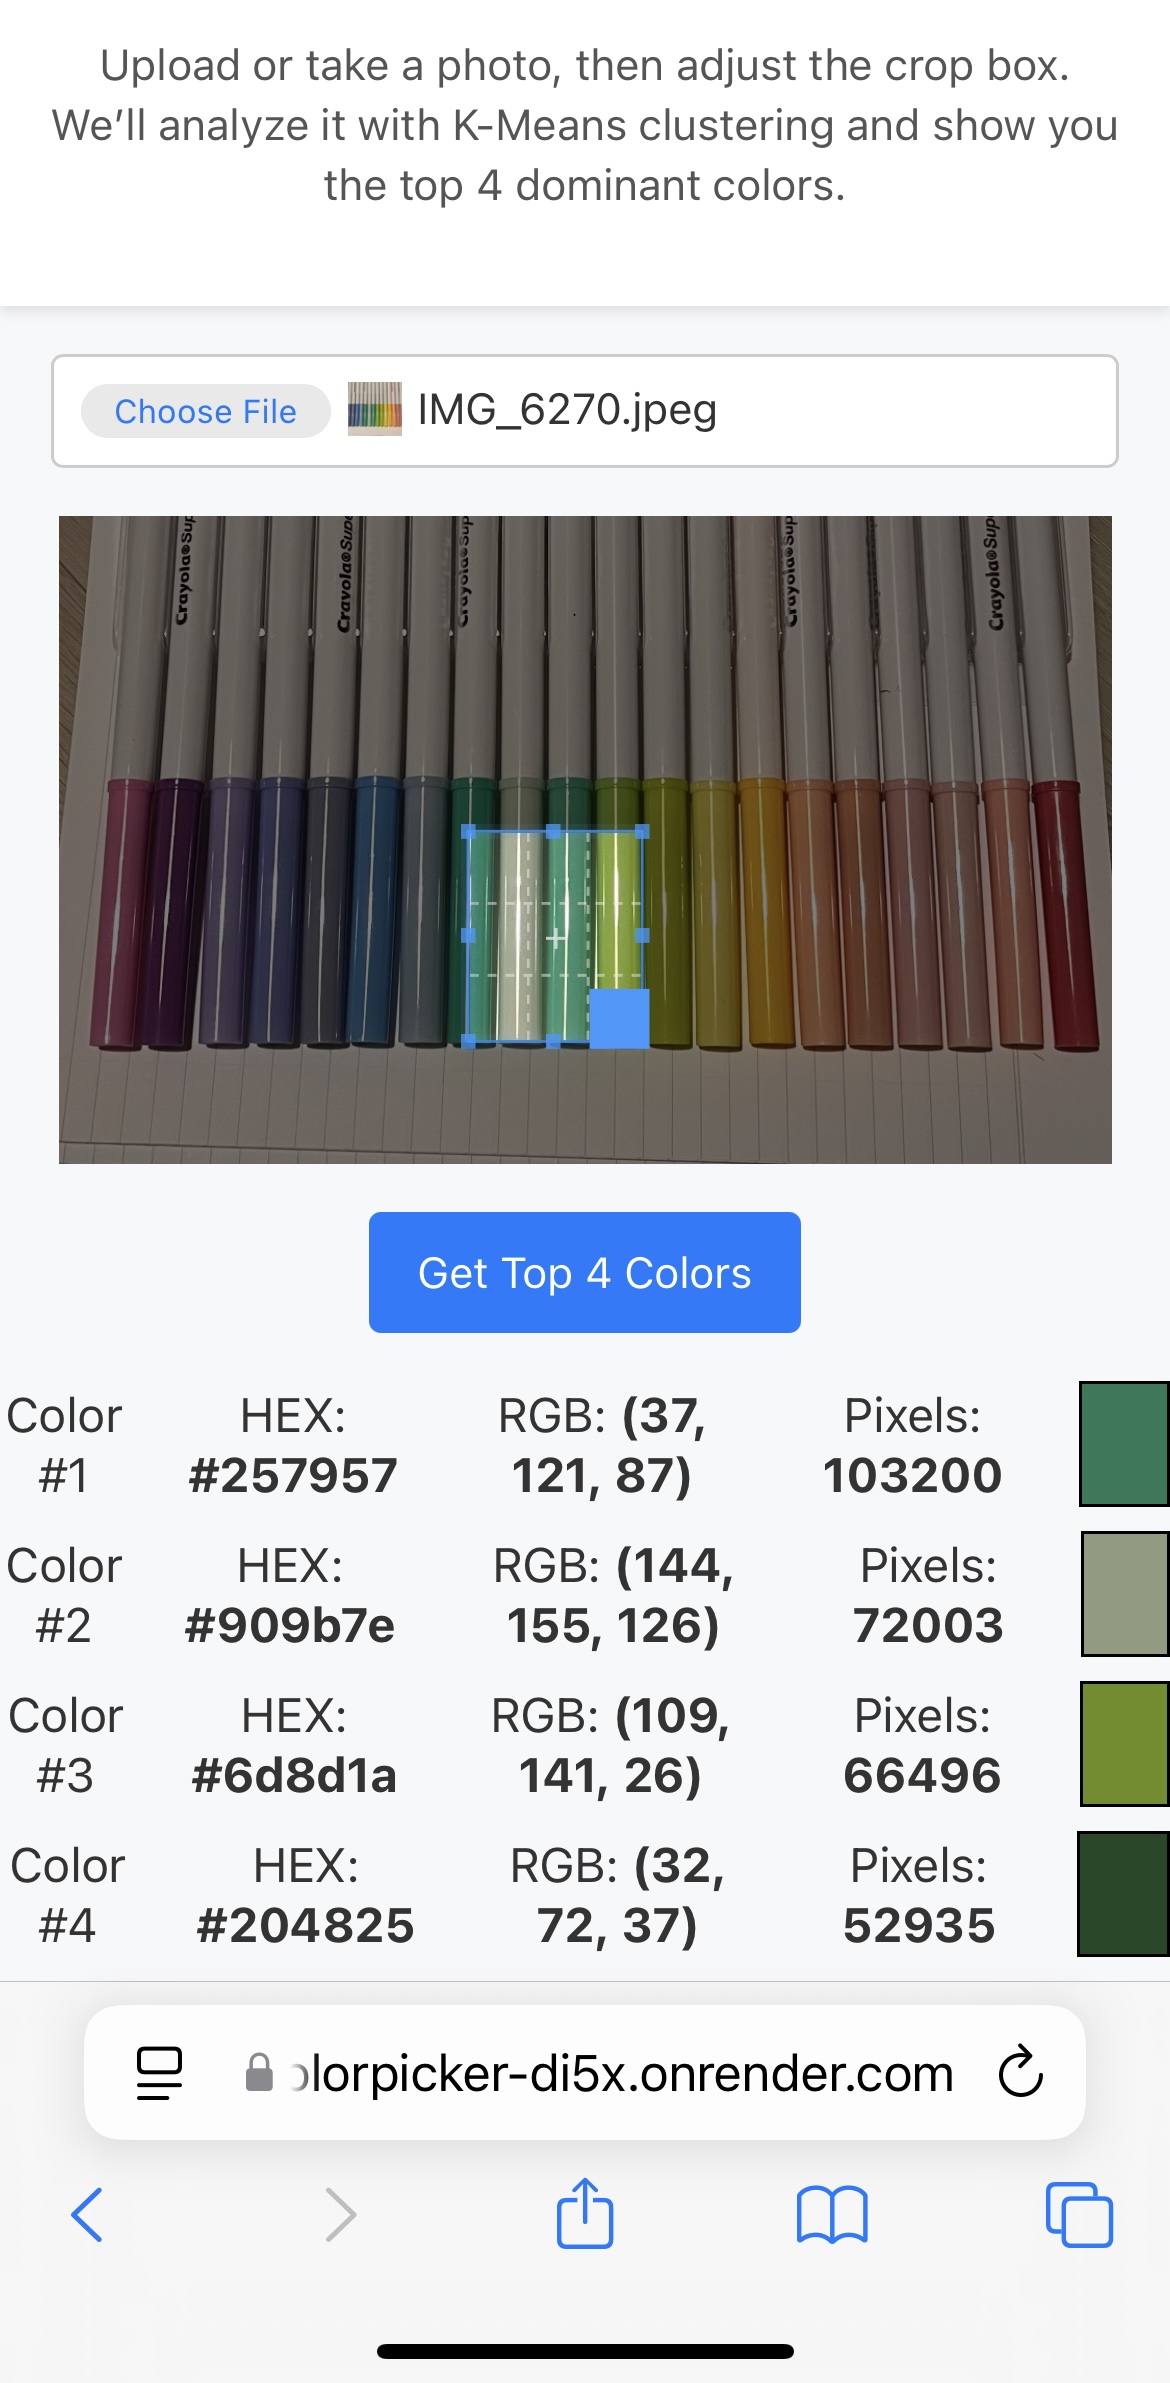 Upload or take a photo, then adjust the crop box.
We’ll analyze it with K-Means clustering and show you
the top 4 dominant colors.
Choose File IMG_6270.jpeg
Crayola®Sup Crayola®Supe Crayola®Sup Crayola®Sup Crayola®Sup
Get Top 4 Colors
Color #1 HEX: #257957 RGB: (37, 121, 87) Pixels: 103200
Color #2 HEX: #909b7e RGB: (144, 155, 126) Pixels: 72003
Color #3 HEX: #6d8d1a RGB: (109, 141, 26) Pixels: 66496
Color #4 HEX: #204825 RGB: (32, 72, 37) Pixels: 52935
olorpicker-di5x.onrender.com